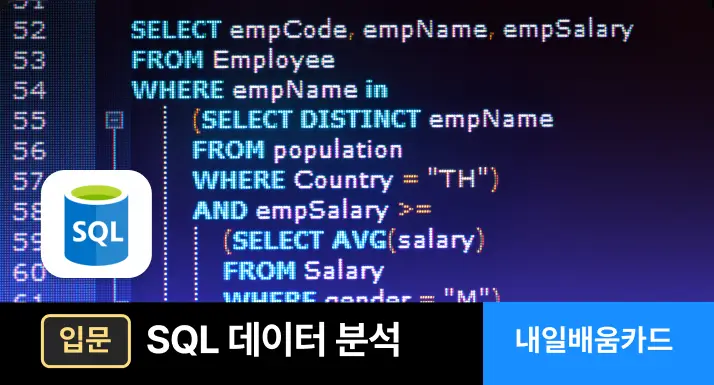 51
52 SELECT empCode, empName, empSalary
53 FROM Employee
54 WHERE empName in
55 (SELECT DISTINCT empName
56 FROM population
57 WHERE Country = "TH")
58 AND empSalary >=
59 (SELECT AVG(salary)
60 FROM Salary
61 WHERE gender = "M")
SQL
입문 SQL 데이터 분석 내일배움카드